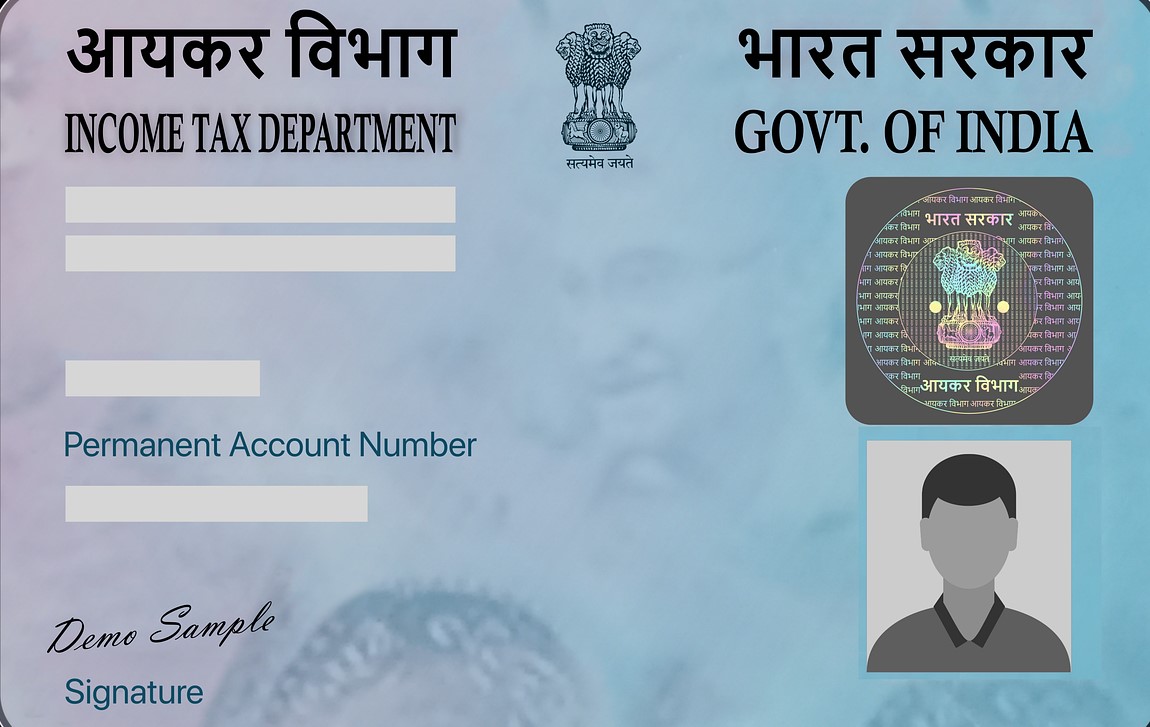 आयकर विभाग
INCOME TAX DEPARTMENT
सत्यमेव जयते
भारत सरकार
GOVT. OF INDIA
आयकर विभाग आयकर विभाग
भारत सरकार
सत्यमेव जयते
आयकर विभाग
आयकर विभाग आयकर विभाग
Permanent Account Number
Demo Sample
Signature